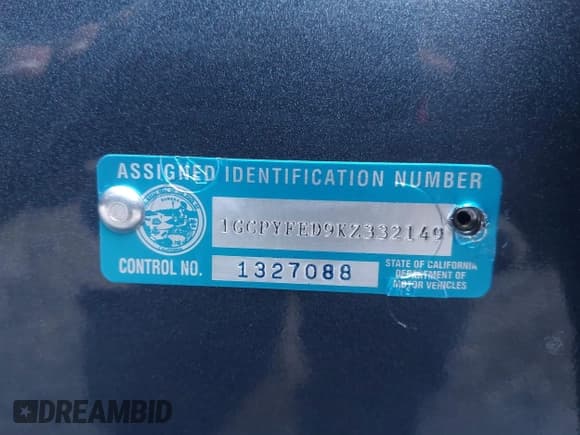 ASSIGNED IDENTIFICATION NUMBER
1GCPYFED9KZ332149
CONTROL NO. 1327088
STATE OF CALIFORNIA
DEPARTMENT OF
MOTOR VEHICLES
DREAMBID